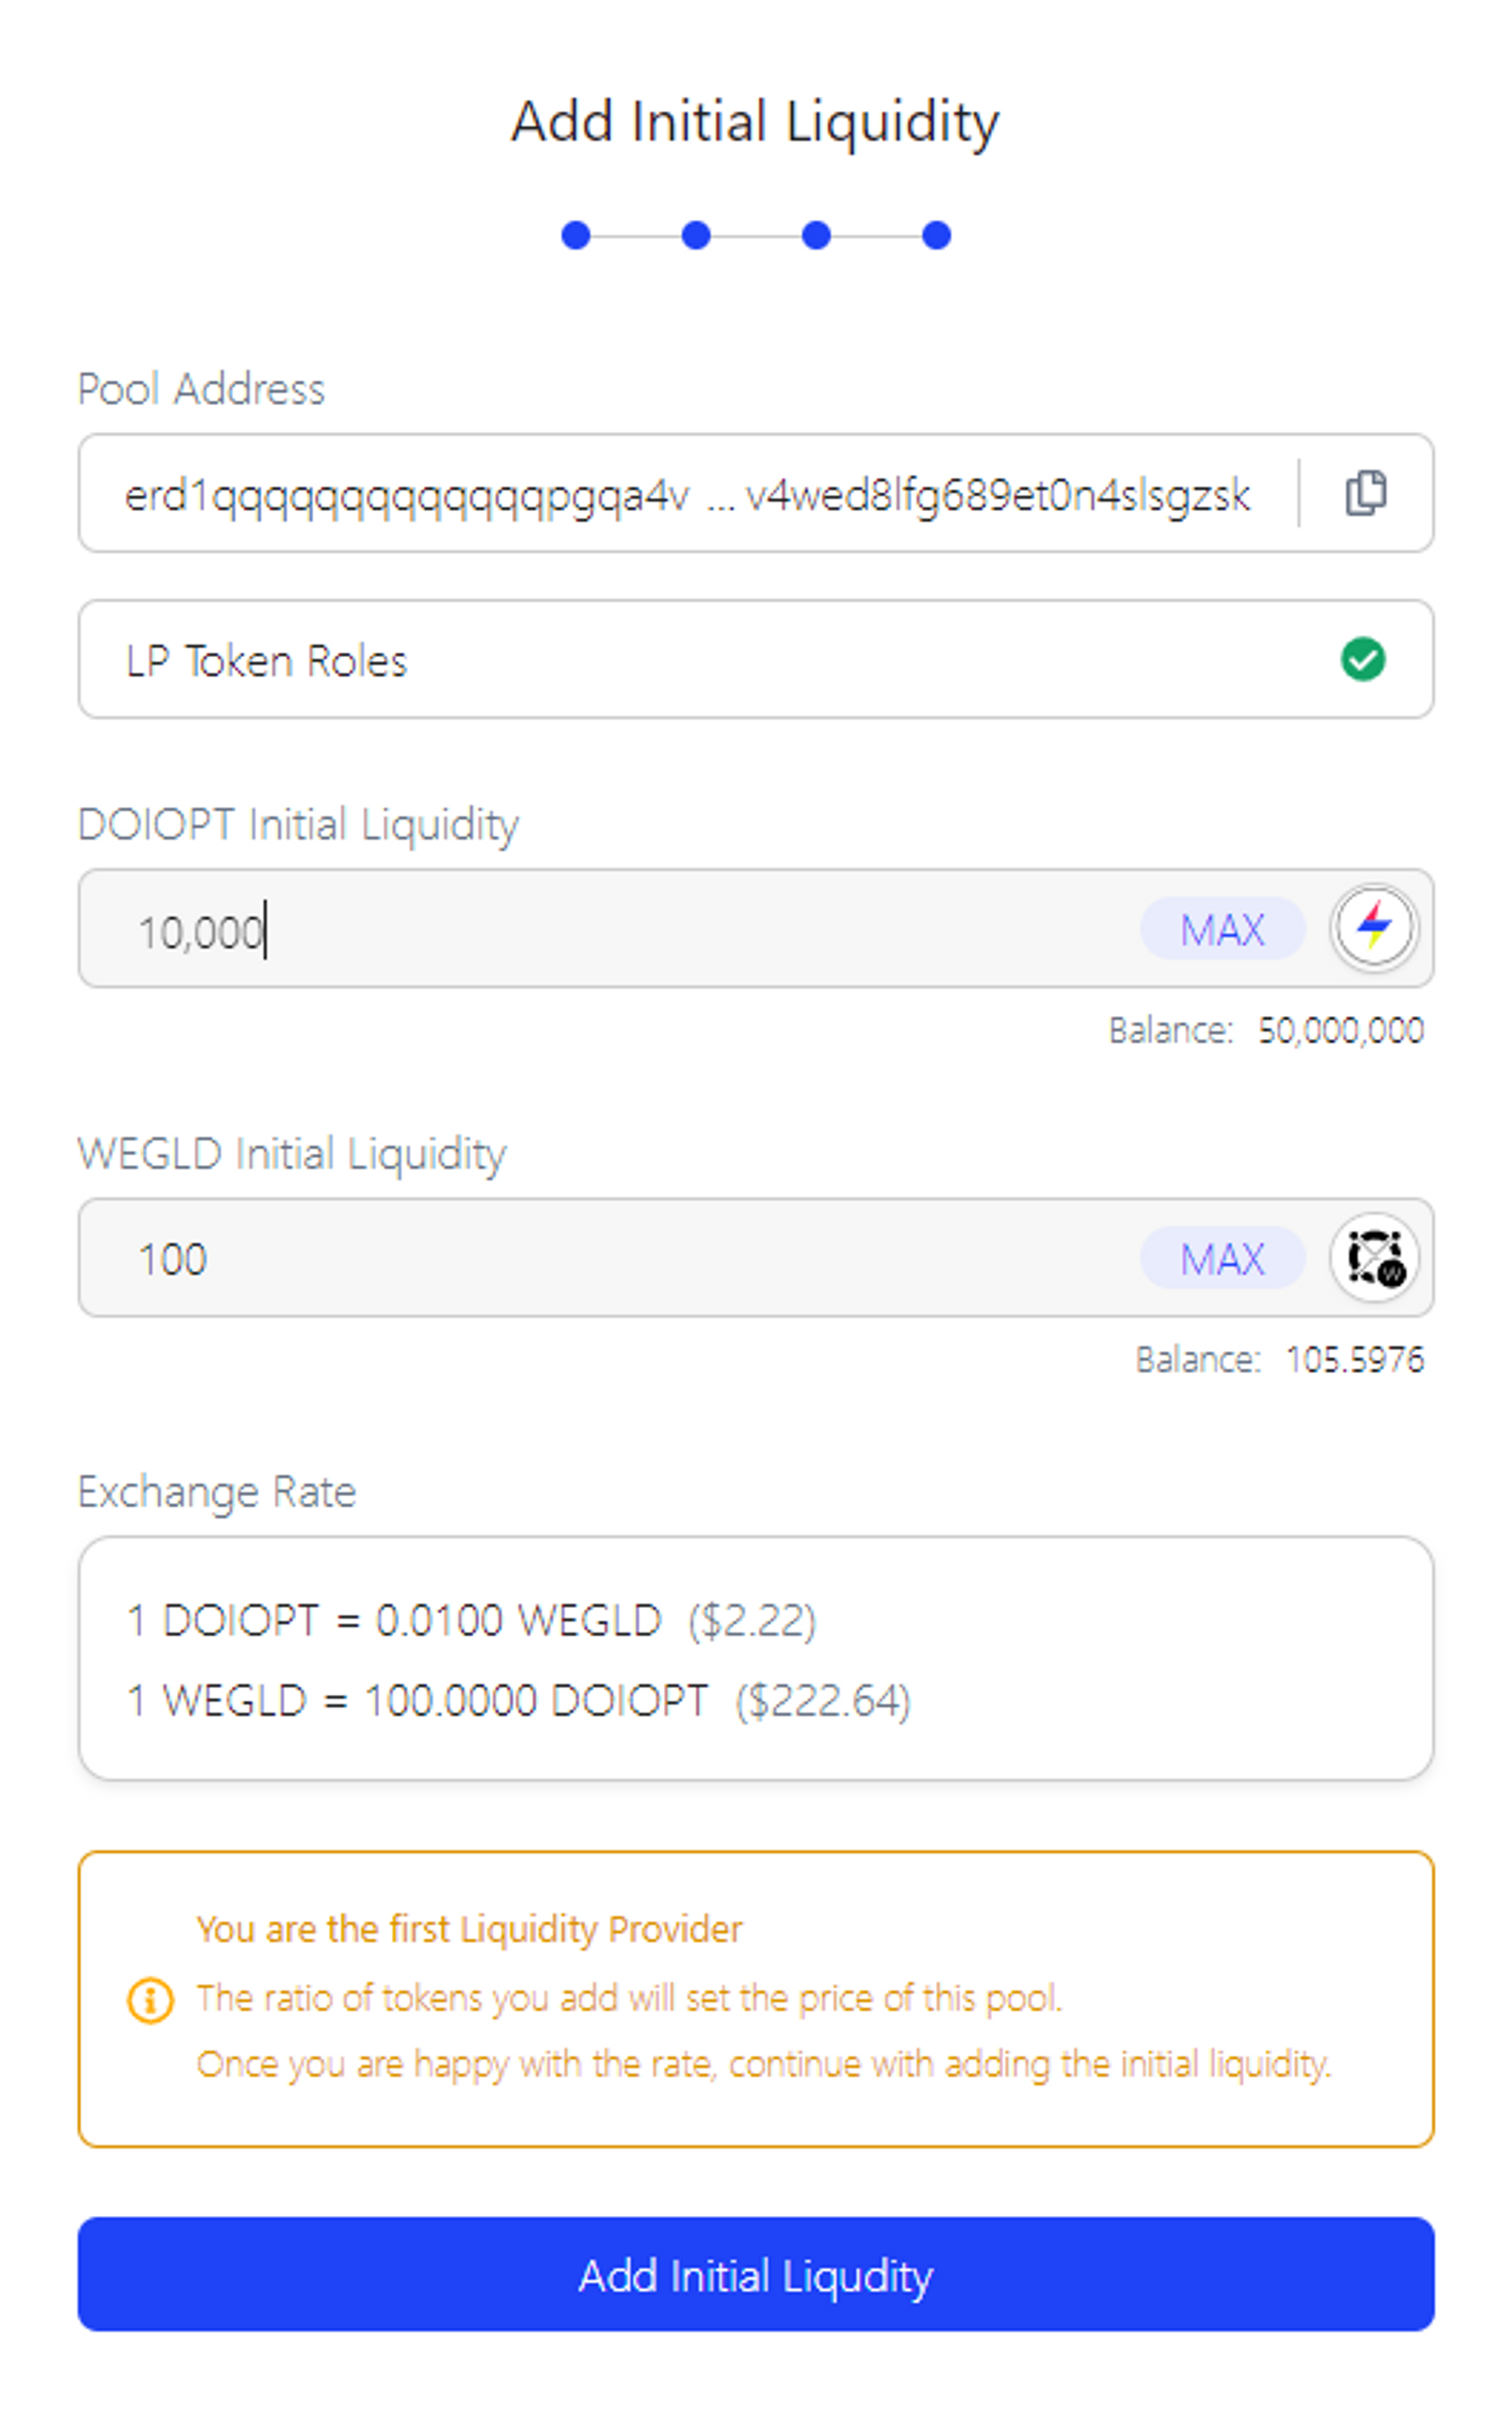 Add Initial Liquidity
Pool Address
erd1qqqqqqqqqqqqqpgqa4v ... v4wed8lfg689et0n4slsgzsk
LP Token Roles
DOIOPT Initial Liquidity
10,000
MAX
Balance: 50,000,000
WEGLD Initial Liquidity
100
MAX
W
Balance: 105.5976
Exchange Rate
1 DOIOPT = 0.0100 WEGLD ($2.22)
1 WEGLD = 100.0000 DOIOPT ($222.64)
You are the first Liquidity Provider
The ratio of tokens you add will set the price of this pool.
Once you are happy with the rate, continue with adding the initial liquidity.
Add Initial Liqudity